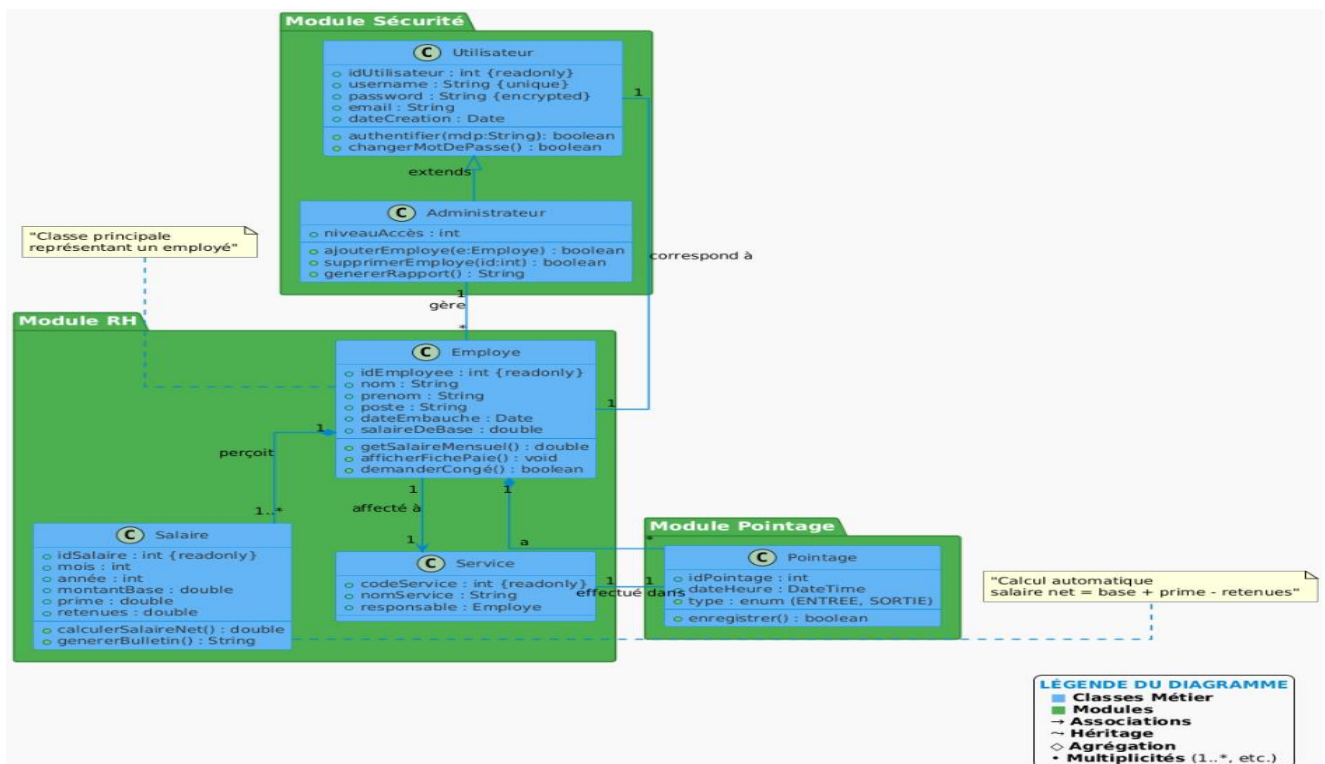 Module Sécurité
C Utilisateur
idUtilisateur : int {readonly}
username : String {unique}
password : String {encrypted}
email : String
dateCreation : Date
authentifier(mdp:String): boolean
changerMotDePasse() : boolean
1
extends
C Administrateur
niveauAccès : int
ajouterEmploye(e:Employe) : boolean
supprimerEmploye(id:int) : boolean
genererRapport() : String
"Classe principale
représentant un employé"
correspond à
1
gère
*
Module RH
C Employe
idEmployee : int {readonly}
nom : String
prenom : String
poste : String
dateEmbauche : Date
salaireDeBase : double
getSalaireMensuel() : double
afficherFichePaie() : void
demanderCongé() : boolean
1
1
perçoit
1..*
1
affecté à
1
1
a
*
C Salaire
idSalaire : int {readonly}
mois : int
année : int
montantBase : double
prime : double
retenues : double
calculerSalaireNet() : double
genererBulletin() : String
C Service
codeService : int {readonly}
nomService : String
responsable : Employe
1
effectué dans
1
Module Pointage
C Pointage
idPointage : int
dateHeure : DateTime
type : enum (ENTREE, SORTIE)
enregistrer() : boolean
"Calcul automatique
salaire net = base + prime - retenues"
LÉGENDE DU DIAGRAMME
Classes Métier
Modules
→ Associations
⤳ Héritage
◇ Agrégation
• Multiplicités (1..*, etc.)